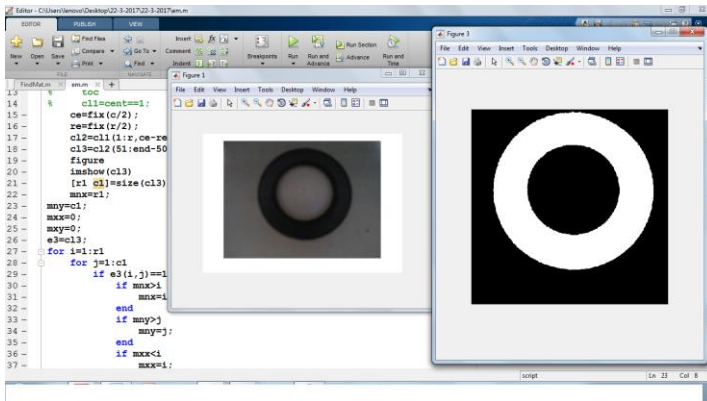 Editor - C:\Users\lenovo\Desktop\22-3-2017\22-3-2017\em.m
EDITOR PUBLISH VIEW
New Open Save Find Files Compare Print Go To Find Insert Comment Indent Breakpoints Run Run and Advance Run Section Advance Run and Time
FILE NAVIGATE
FindMat.m em.m
13 % toc
14 % cl1=cent==1;
15 - ce=fix(c/2);
16 - re=fix(r/2);
17 - cl2=cl1(1:r,ce-re
18 - cl3=cl2(51:end-50
19 - figure
20 - imshow(cl3)
21 - [r1 c1]=size(cl3)
22 - mnx=r1;
23 - mny=c1;
24 - mxx=0;
25 - mxy=0;
26 - e3=cl3;
27 - for i=1:r1
28 - for j=1:c1
29 - if e3(i,j)==1
30 - if mnx>i
31 - mnx=i
32 - end
33 - if mny>j
34 - mny=j;
35 - end
36 - if mxx<i
37 - mxx=i;
Figure 1
File Edit View Insert Tools Desktop Window Help
Figure 3
File Edit View Insert Tools Desktop Window Help
script Ln 23 Col 8